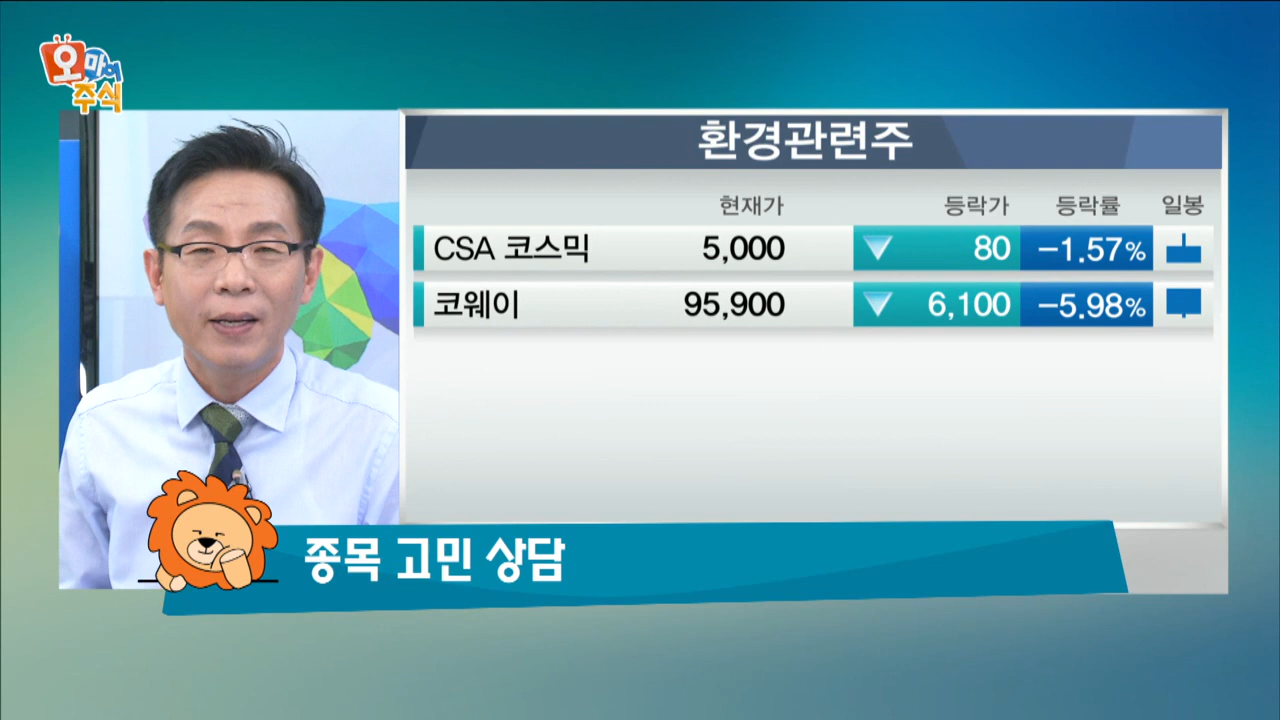 오마이
주식
환경관련주
현재가 등락가 등락률 일봉
CSA 코스믹 5,000 ▼ 80 -1.57%
코웨이 95,900 ▼ 6,100 -5.98%
종목 고민 상담